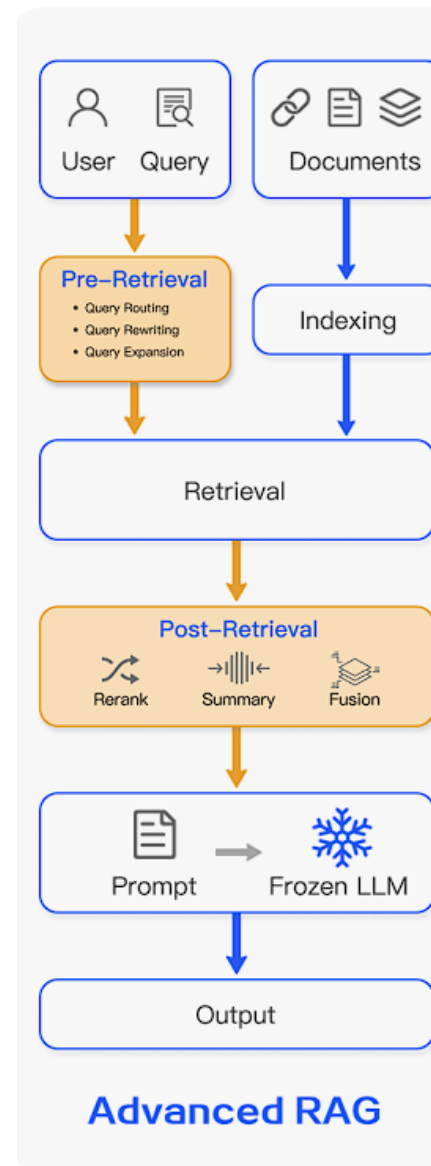 User Query
Documents
Pre-Retrieval
• Query Routing
• Query Rewriting
• Query Expansion
Indexing
Retrieval
Post-Retrieval
Rerank Summary Fusion
Prompt Frozen LLM
Output
Advanced RAG